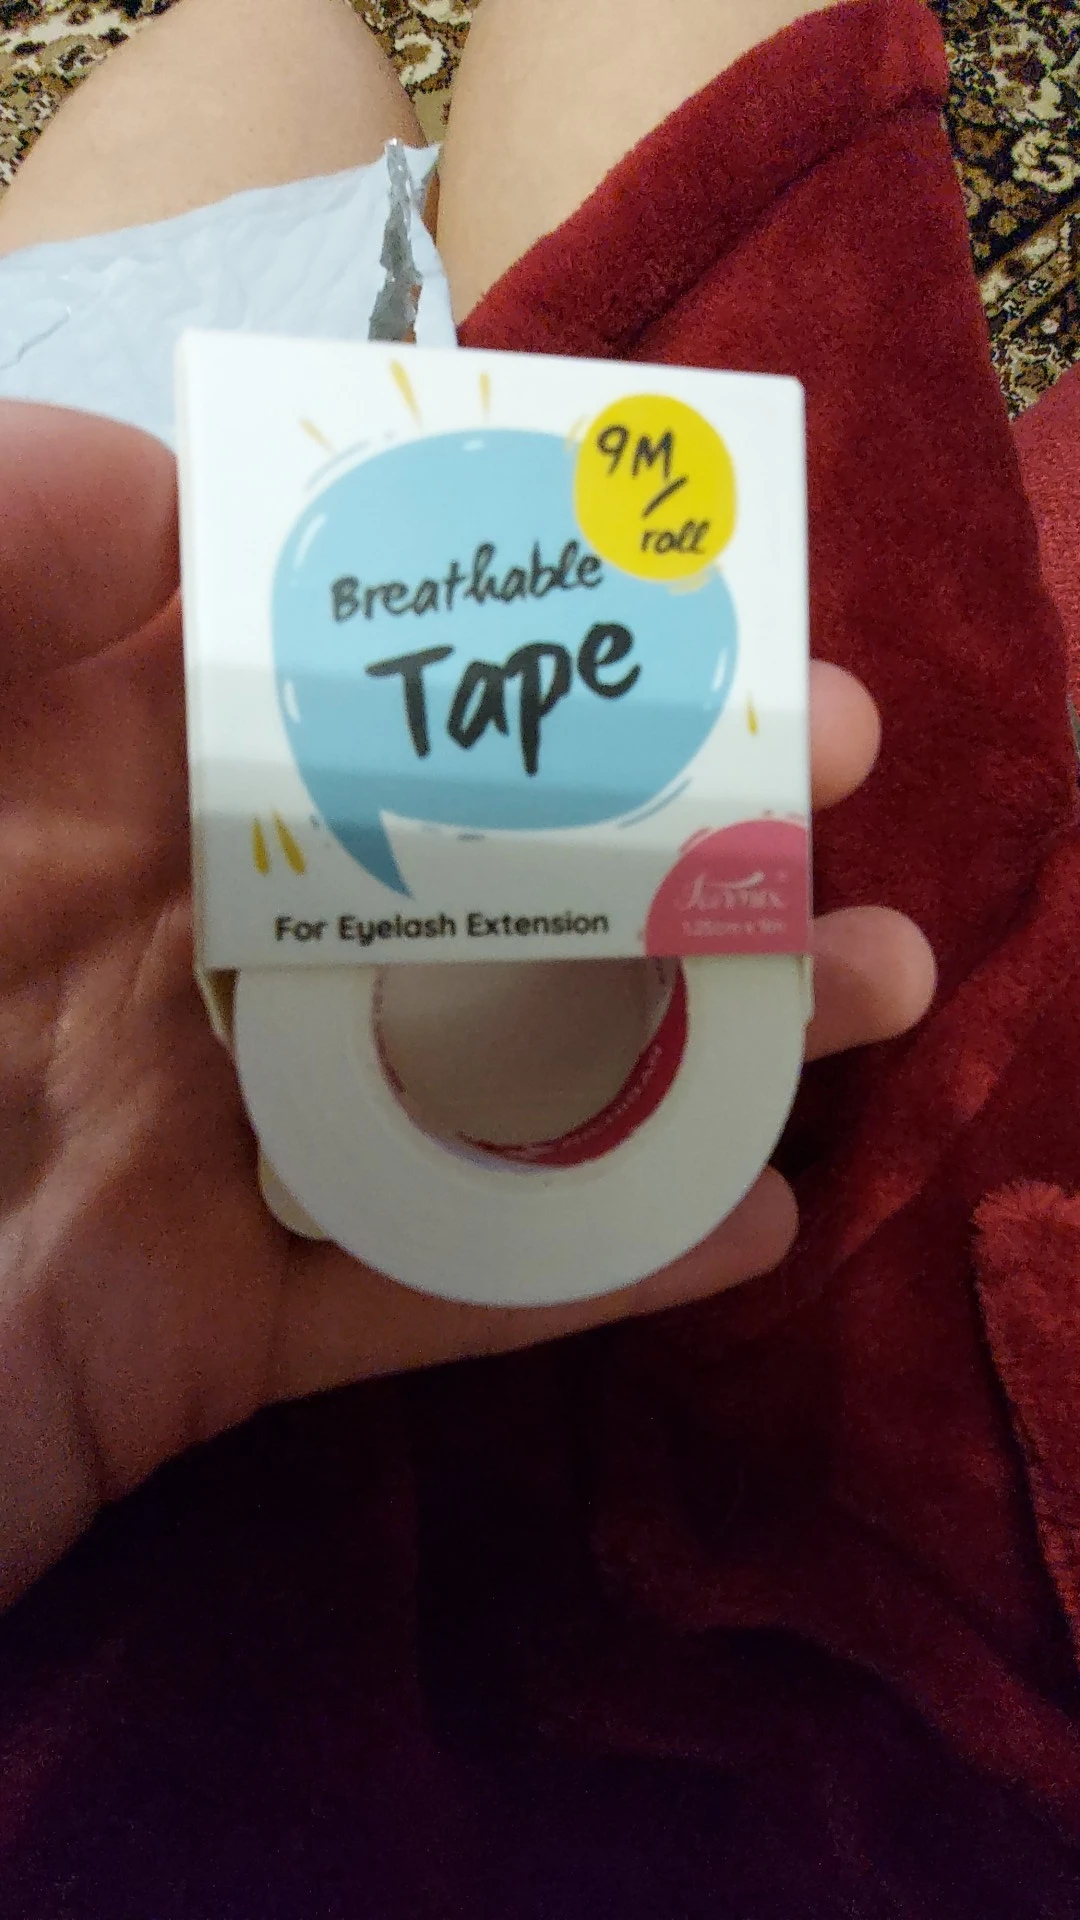 9M/
roll
Breathable
Tape
For Eyelash Extension